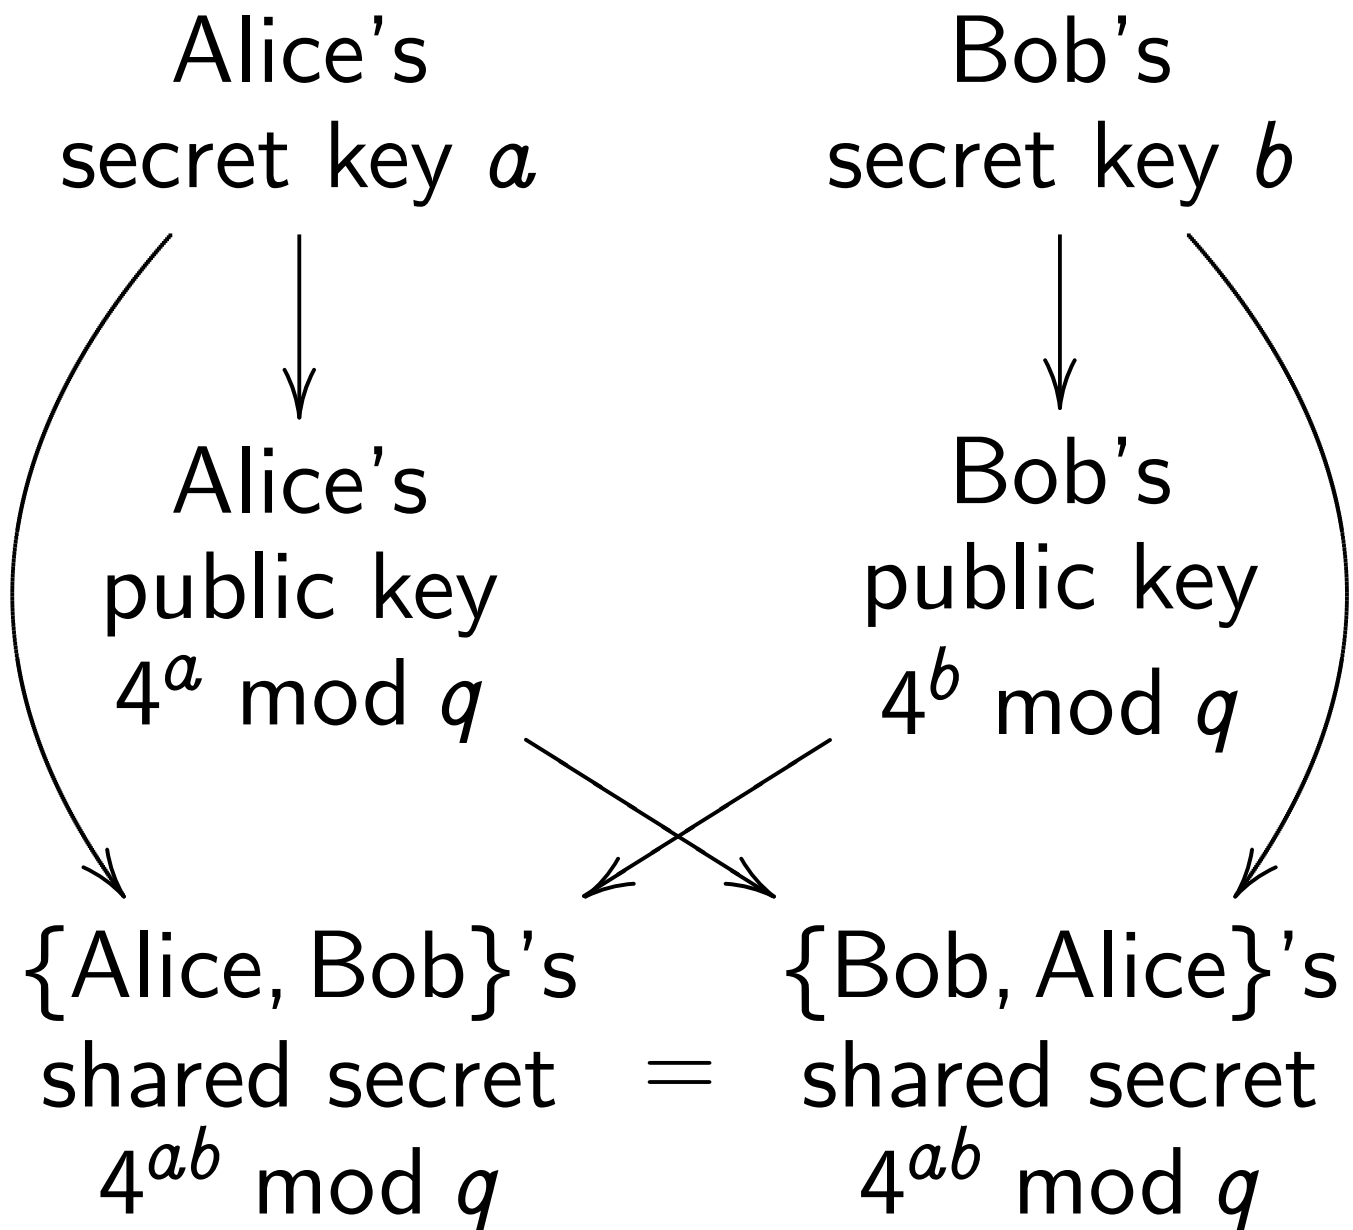 Alice's
secret key a
Bob's
secret key b
Alice's
public key
4^a mod q
Bob's
public key
4^b mod q
{Alice, Bob}'s
shared secret
4^{ab} mod q
=
{Bob, Alice}'s
shared secret
4^{ab} mod q